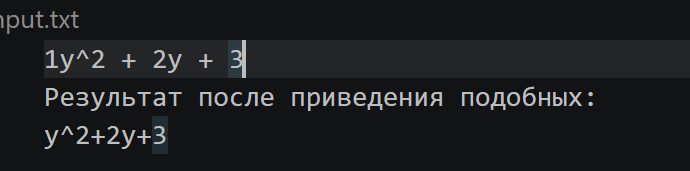 nput.txt
1y^2 + 2y + 3
Результат после приведения подобных:
y^2+2y+3